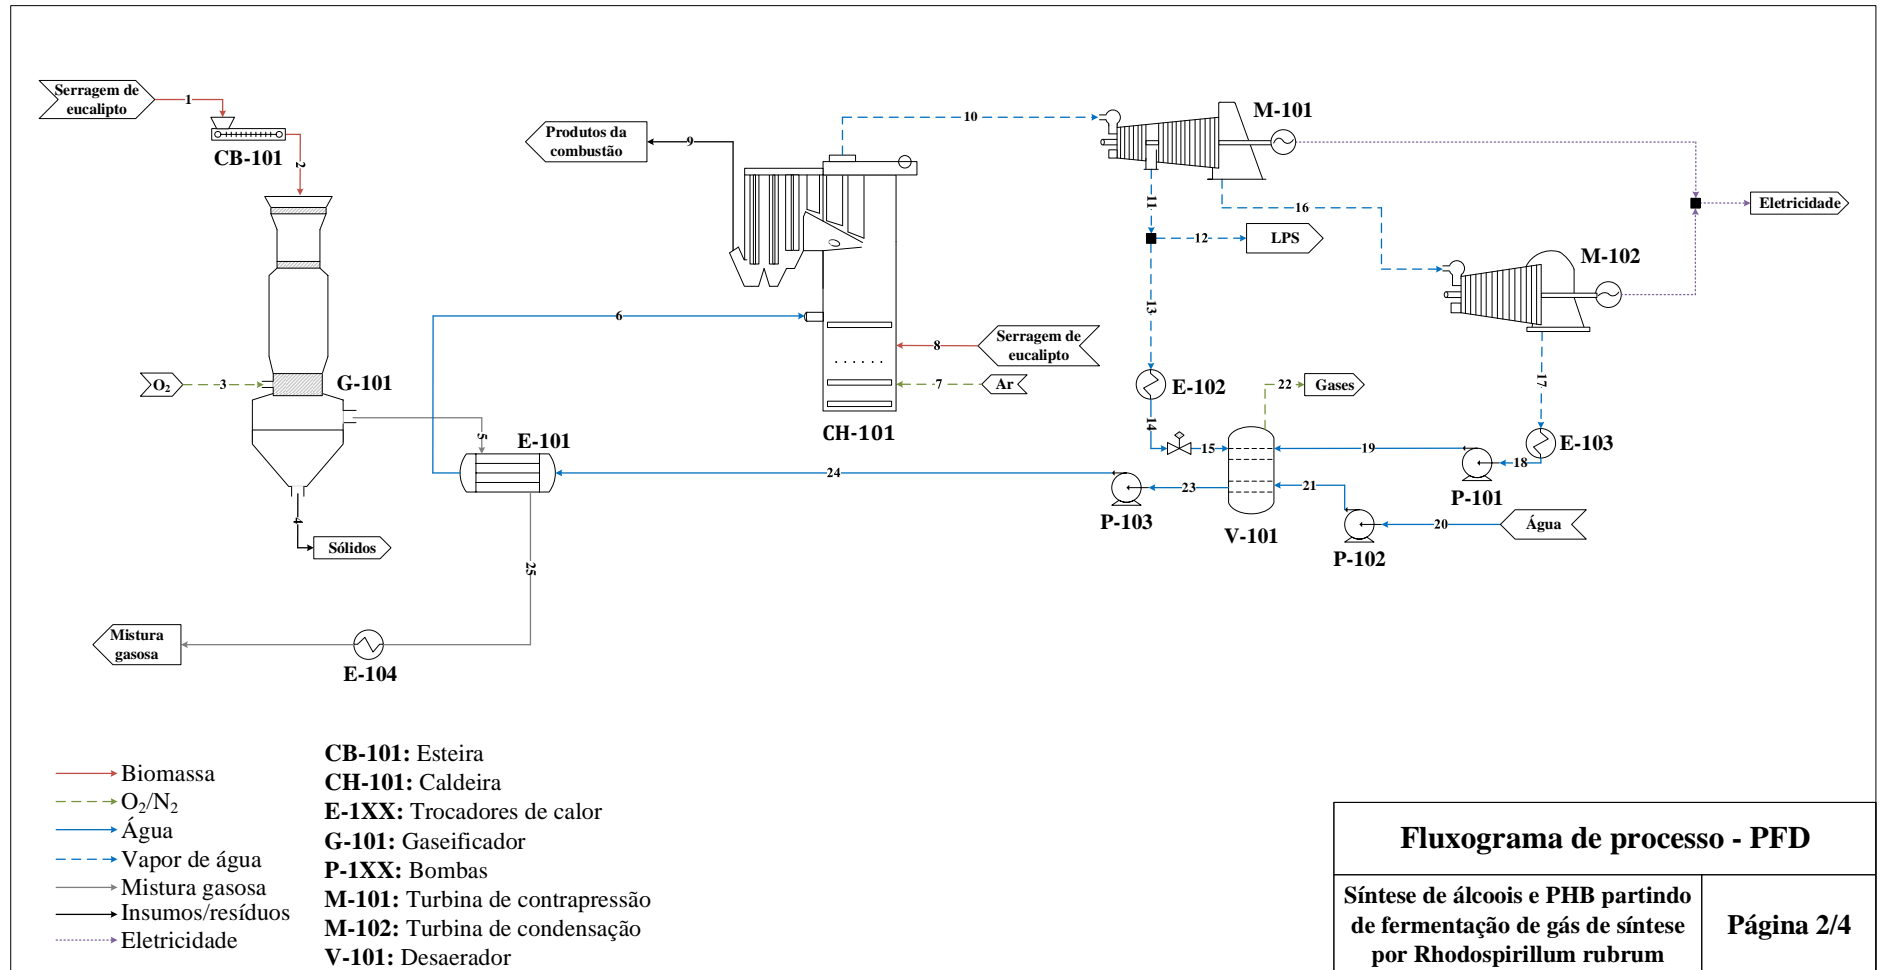 Serragem de
eucalipto
1
CB-101
2
O2
3
G-101
4
Sólidos
5
E-101
6
Produtos da
combustão
9
10
M-101
11
12
LPS
16
Eletricidade
M-102
13
8
Serragem de
eucalipto
7
Ar
CH-101
E-102
14
15
22
Gases
17
E-103
19
18
P-101
24
P-103
23
V-101
21
P-102
20
Água
25
Mistura
gasosa
E-104
Biomassa
O2/N2
Água
Vapor de água
Mistura gasosa
Insumos/resíduos
Eletricidade
CB-101: Esteira
CH-101: Caldeira
E-1XX: Trocadores de calor
G-101: Gaseificador
P-1XX: Bombas
M-101: Turbina de contrapressão
M-102: Turbina de condensação
V-101: Desaerador
Fluxograma de processo - PFD
Síntese de álcoois e PHB partindo
de fermentação de gás de síntese
por Rhodospirillum rubrum
Página 2/4